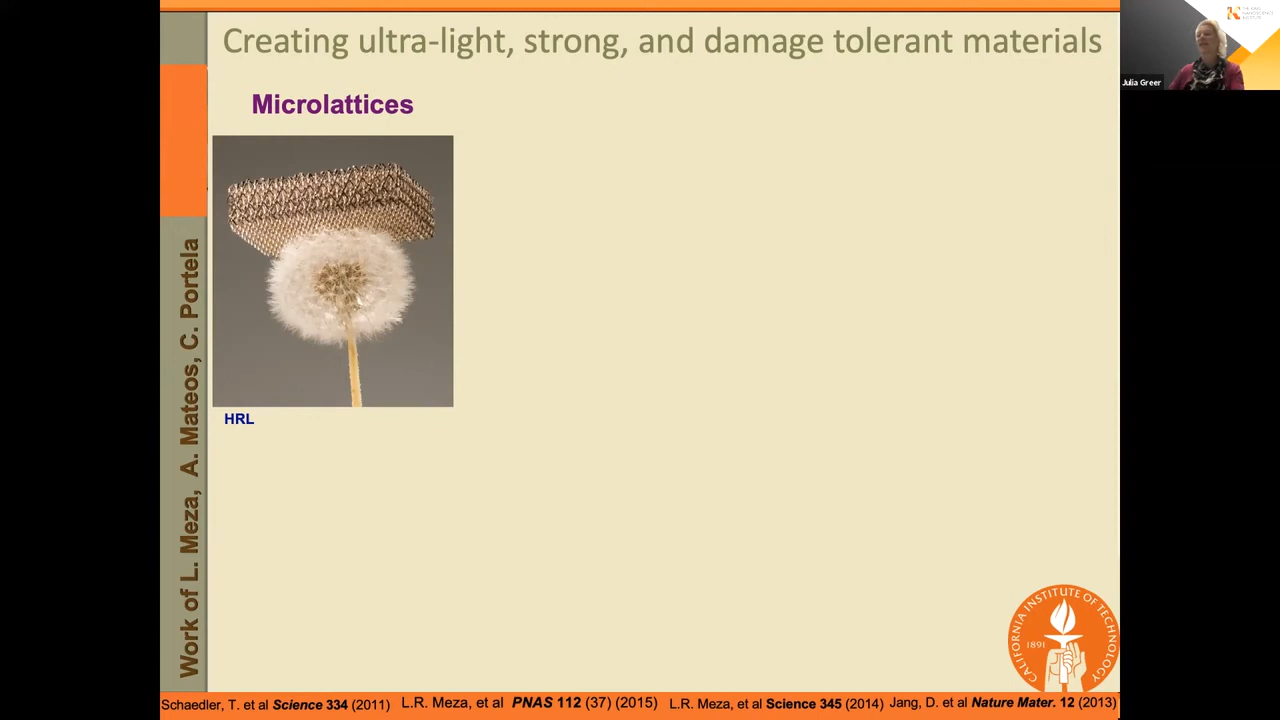 Creating ultra-light, strong, and damage tolerant materials
Microlattices
HRL
Work of L. Meza, A. Mateos, C. Portela
Julia Greer
CALIFORNIA INSTITUTE OF TECHNOLOGY
1891
Schaedler, T. et al Science 334 (2011) L.R. Meza, et al PNAS 112 (37) (2015) L.R. Meza, et al Science 345 (2014) Jang, D. et al Nature Mater. 12 (2013)